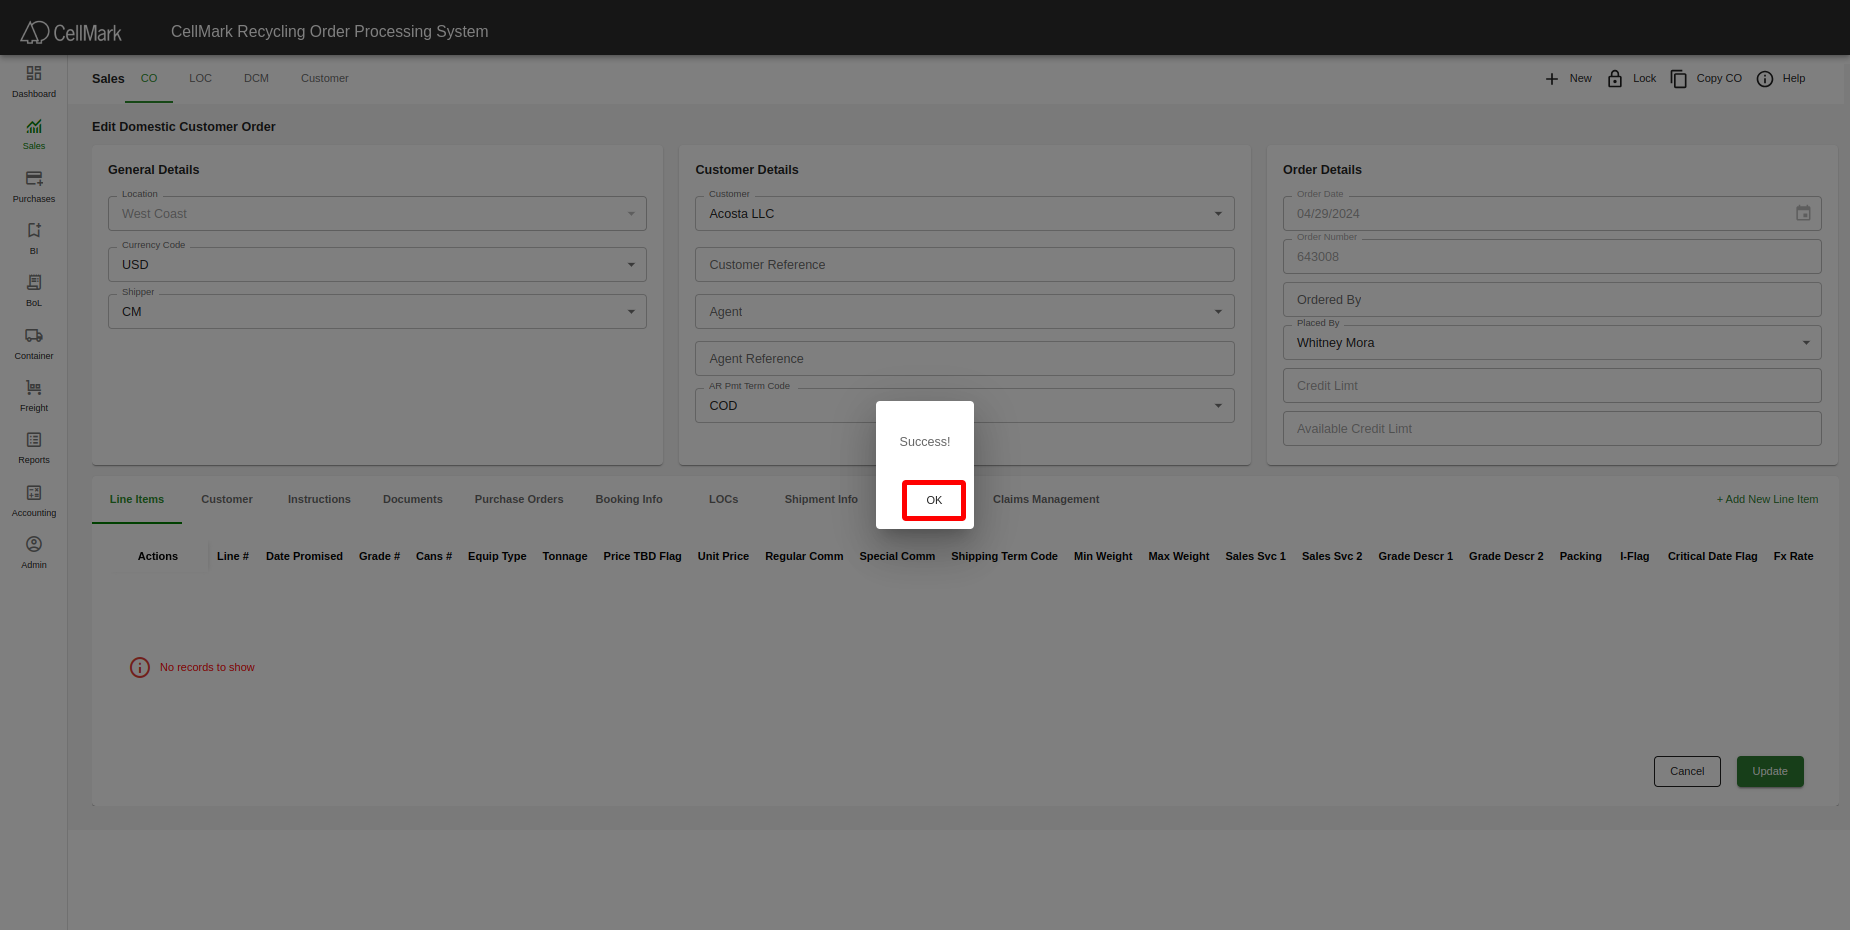 CellMark
CellMark Recycling Order Processing System
Dashboard
Sales
Purchases
BI
BoL
Container
Freight
Reports
Accounting
Admin
Sales CO LOC DCM Customer
New Lock Copy CO Help
Edit Domestic Customer Order
General Details
Location
West Coast
Currency Code
USD
Shipper
CM
Customer Details
Customer
Acosta LLC
Customer Reference
Agent
Agent Reference
AR Pmt Term Code
COD
Order Details
Order Date
04/29/2024
Order Number
643008
Ordered By
Placed By
Whitney Mora
Credit Limt
Available Credit Limt
Success!
OK
Line Items Customer Instructions Documents Purchase Orders Booking Info LOCs Shipment Info Claims Management + Add New Line Item
Actions Line # Date Promised Grade # Cans # Equip Type Tonnage Price TBD Flag Unit Price Regular Comm Special Comm Shipping Term Code Min Weight Max Weight Sales Svc 1 Sales Svc 2 Grade Descr 1 Grade Descr 2 Packing I-Flag Critical Date Flag Fx Rate
No records to show
Cancel Update